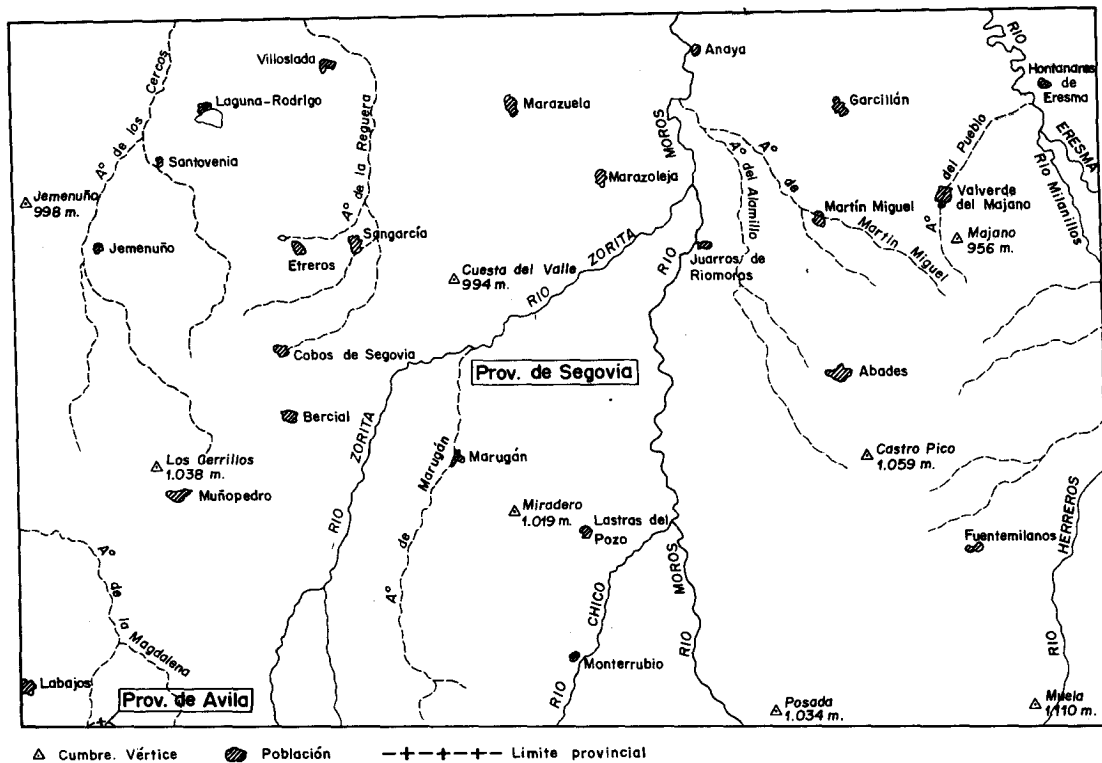 RIO
Anaya
Villoslada
Hontanares
de
Eresma
Laguna-Rodrigo
Marazuela
Garcillán
Aº de los Cercos
Aº de la Reguera
MOROS
ERESMA
Santovenia
Aº del Pueblo
Rio Milanillos
Marazoleja
Aº del Alamillo
Aº de Martín Miguel
Valverde
del Majano
Jemenuño
998 m.
Martín Miguel
Majano
956 m.
Jemenuño
Sangarcía
Etreros
RIO ZORITA
RIO
Juarros de
Riomoros
Cuesta del Valle
994 m.
Cobos de Segovia
Prov. de Segovia
Abades
Bercial
RIO ZORITA
Aº de Marugán
Marugán
Castro Pico
1.059 m.
Los Cerrillos
1.038 m.
Muñopedro
Miradero
1.019 m.
Lastras del
Pozo
Fuentemilanos
RIO HERREROS
Aº de la Magdalena
RIO CHICO
RIO MOROS
Monterrubio
Labajos
Prov. de Avila
Posada
1.034 m.
Muela
1.110 m.
Cumbre. Vértice
Población
Limite provincial